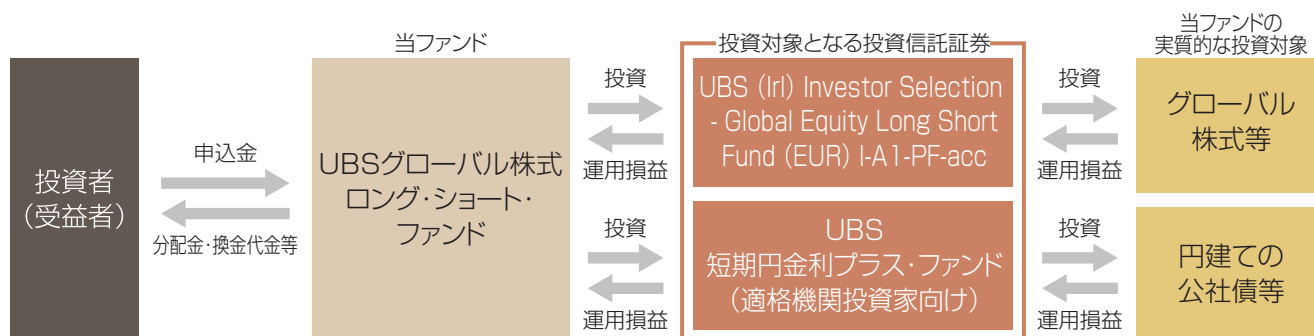 当ファンド
投資対象となる投資信託証券
当ファンドの
実質的な投資対象
投資者
(受益者)
申込金
分配金・換金代金等
UBSグローバル株式
ロング・ショート・
ファンド
投資
運用損益
UBS (Irl) Investor Selection
- Global Equity Long Short
Fund (EUR) I-A1-PF-acc
投資
運用損益
グローバル
株式等
投資
運用損益
UBS
短期円金利プラス・ファンド
(適格機関投資家向け)
投資
運用損益
円建ての
公社債等